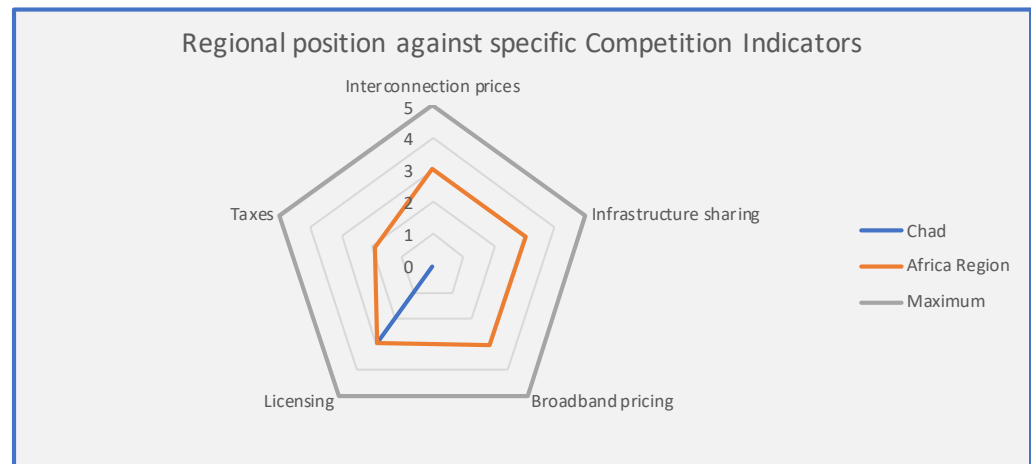 Regional position against specific Competition Indicators
Interconnection prices
5
4
3
2
1
0
Taxes
Infrastructure sharing
Licensing
Broadband pricing
Chad
Africa Region
Maximum